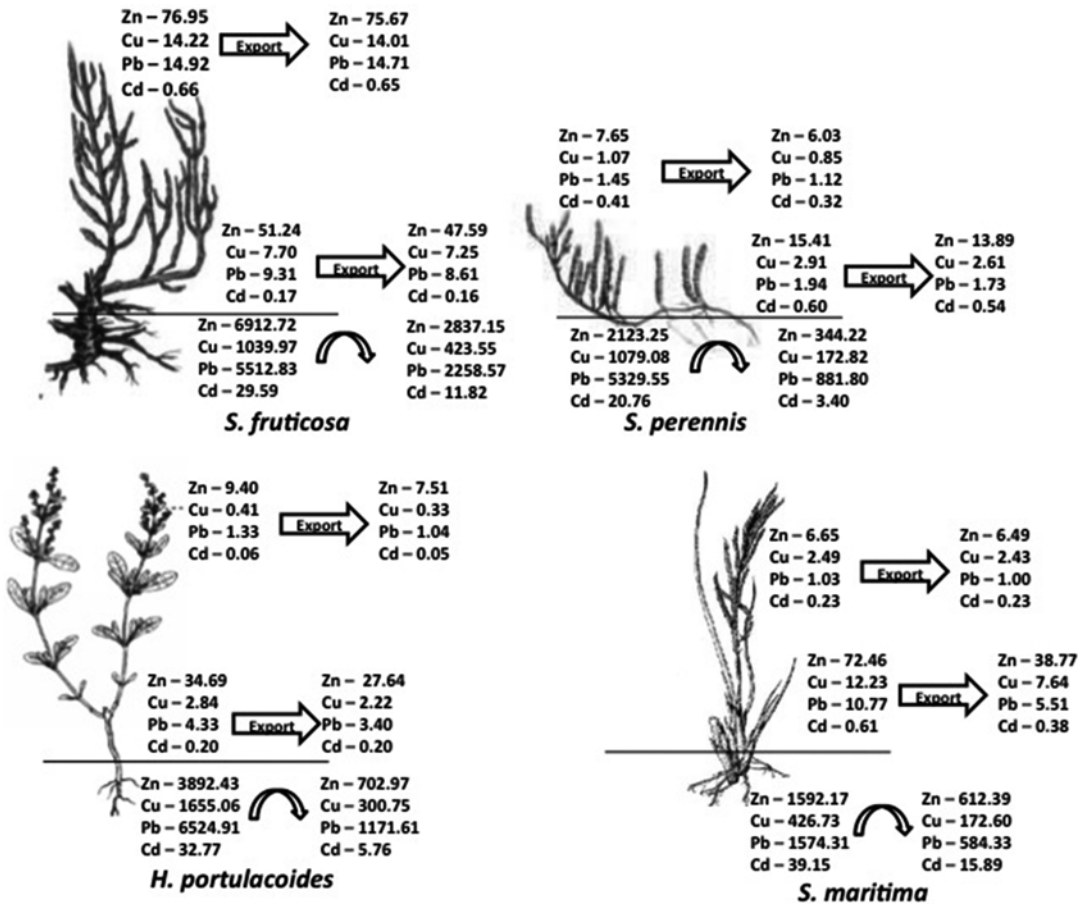 Zn – 76.95
Cu – 14.22
Pb – 14.92
Cd – 0.66
Export
Zn – 75.67
Cu – 14.01
Pb – 14.71
Cd – 0.65
Zn – 51.24
Cu – 7.70
Pb – 9.31
Cd – 0.17
Export
Zn – 47.59
Cu – 7.25
Pb – 8.61
Cd – 0.16
Zn – 6912.72
Cu – 1039.97
Pb – 5512.83
Cd – 29.59
Zn – 2837.15
Cu – 423.55
Pb – 2258.57
Cd – 11.82
S. fruticosa
Zn – 7.65
Cu – 1.07
Pb – 1.45
Cd – 0.41
Export
Zn – 6.03
Cu – 0.85
Pb – 1.12
Cd – 0.32
Zn – 15.41
Cu – 2.91
Pb – 1.94
Cd – 0.60
Export
Zn – 13.89
Cu – 2.61
Pb – 1.73
Cd – 0.54
Zn – 2123.25
Cu – 1079.08
Pb – 5329.55
Cd – 20.76
Zn – 344.22
Cu – 172.82
Pb – 881.80
Cd – 3.40
S. perennis
Zn – 9.40
Cu – 0.41
Pb – 1.33
Cd – 0.06
Export
Zn – 7.51
Cu – 0.33
Pb – 1.04
Cd – 0.05
Zn – 34.69
Cu – 2.84
Pb – 4.33
Cd – 0.20
Export
Zn – 27.64
Cu – 2.22
Pb – 3.40
Cd – 0.20
Zn – 3892.43
Cu – 1655.06
Pb – 6524.91
Cd – 32.77
Zn – 702.97
Cu – 300.75
Pb – 1171.61
Cd – 5.76
H. portulacoides
Zn – 6.65
Cu – 2.49
Pb – 1.03
Cd – 0.23
Export
Zn – 6.49
Cu – 2.43
Pb – 1.00
Cd – 0.23
Zn – 72.46
Cu – 12.23
Pb – 10.77
Cd – 0.61
Export
Zn – 38.77
Cu – 7.64
Pb – 5.51
Cd – 0.38
Zn – 1592.17
Cu – 426.73
Pb – 1574.31
Cd – 39.15
Zn – 612.39
Cu – 172.60
Pb – 584.33
Cd – 15.89
S. maritima